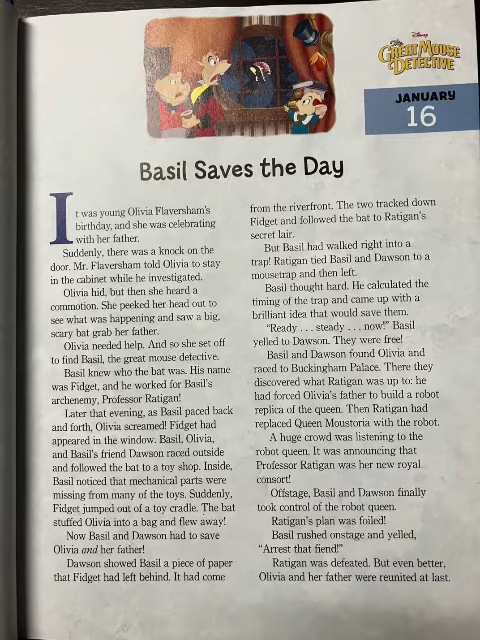 Disney
The
GREAT MOUSE
DETECTIVE
JANUARY
16
Basil Saves the Day
It was young Olivia Flaversham's
birthday, and she was celebrating
with her father.
Suddenly, there was a knock on the
door. Mr. Flaversham told Olivia to stay
in the cabinet while he investigated.
Olivia hid, but then she heard a
commotion. She peeked her head out to
see what was happening and saw a big,
scary bat grab her father.
Olivia needed help. And so she set off
to find Basil, the great mouse detective.
Basil knew who the bat was. His name
was Fidget, and he worked for Basil's
archenemy, Professor Ratigan!
Later that evening, as Basil paced back
and forth, Olivia screamed! Fidget had
appeared in the window. Basil, Olivia,
and Basil's friend Dawson raced outside
and followed the bat to a toy shop. Inside,
Basil noticed that mechanical parts were
missing from many of the toys. Suddenly,
Fidget jumped out of a toy cradle. The bat
stuffed Olivia into a bag and flew away!
Now Basil and Dawson had to save
Olivia and her father!
Dawson showed Basil a piece of paper
that Fidget had left behind. It had come
from the riverfront. The two tracked down
Fidget and followed the bat to Ratigan's
secret lair.
But Basil had walked right into a
trap! Ratigan tied Basil and Dawson to a
mousetrap and then left.
Basil thought hard. He calculated the
timing of the trap and came up with a
brilliant idea that would save them.
"Ready . . . steady . . . now!" Basil
yelled to Dawson. They were free!
Basil and Dawson found Olivia and
raced to Buckingham Palace. There they
discovered what Ratigan was up to: he
had forced Olivia's father to build a robot
replica of the queen. Then Ratigan had
replaced Queen Moustoria with the robot.
A huge crowd was listening to the
robot queen. It was announcing that
Professor Ratigan was her new royal
consort!
Offstage, Basil and Dawson finally
took control of the robot queen.
Ratigan's plan was foiled!
Basil rushed onstage and yelled,
"Arrest that fiend!"
Ratigan was defeated. But even better,
Olivia and her father were reunited at last.